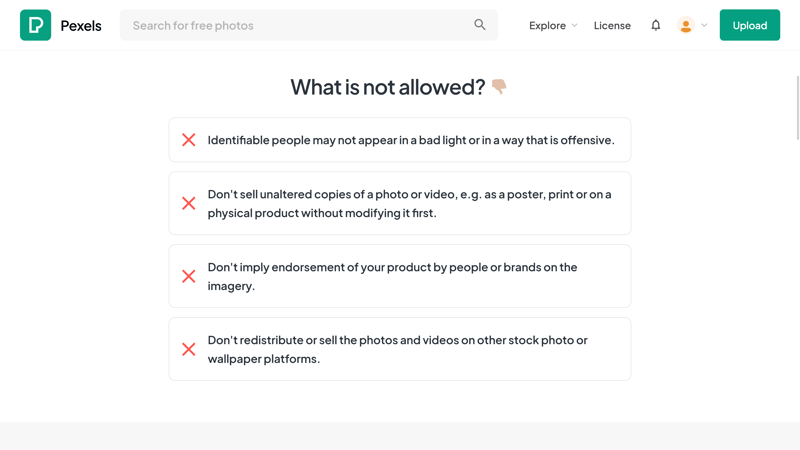 Pexels
Search for free photos
Explore
License
Upload
What is not allowed?
Identifiable people may not appear in a bad light or in a way that is offensive.
Don't sell unaltered copies of a photo or video, e.g. as a poster, print or on a
physical product without modifying it first.
Don't imply endorsement of your product by people or brands on the
imagery.
Don't redistribute or sell the photos and videos on other stock photo or
wallpaper platforms.